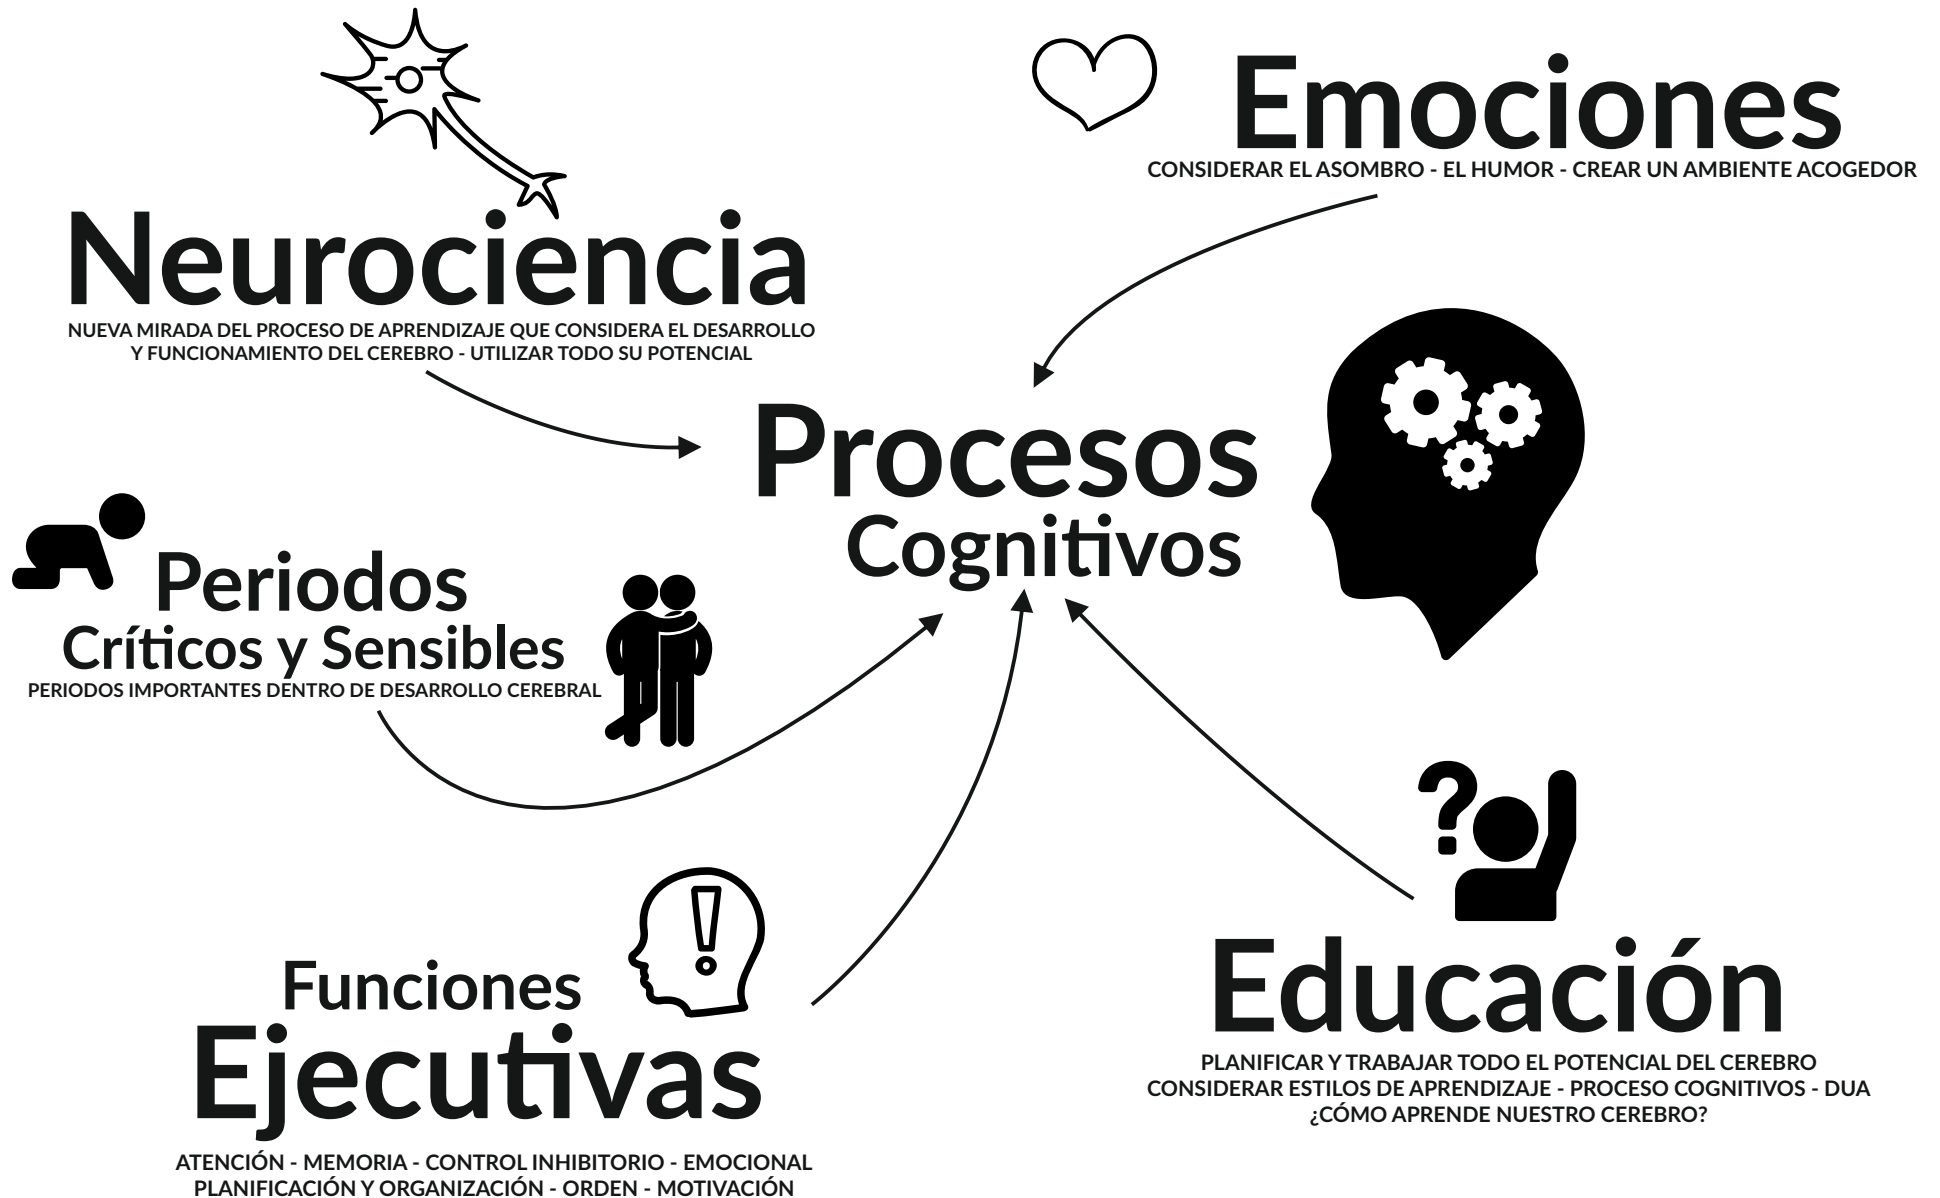 Neurociencia
NUEVA MIRADA DEL PROCESO DE APRENDIZAJE QUE CONSIDERA EL DESARROLLO
Y FUNCIONAMIENTO DEL CEREBRO - UTILIZAR TODO SU POTENCIAL
Emociones
CONSIDERAR EL ASOMBRO - EL HUMOR - CREAR UN AMBIENTE ACOGEDOR
Procesos
Cognitivos
Periodos
Críticos y Sensibles
PERIODOS IMPORTANTES DENTRO DE DESARROLLO CEREBRAL
Funciones
Ejecutivas
ATENCIÓN - MEMORIA - CONTROL INHIBITORIO - EMOCIONAL
PLANIFICACIÓN Y ORGANIZACIÓN - ORDEN - MOTIVACIÓN
Educación
PLANIFICAR Y TRABAJAR TODO EL POTENCIAL DEL CEREBRO
CONSIDERAR ESTILOS DE APRENDIZAJE - PROCESO COGNITIVOS - DUA
¿CÓMO APRENDE NUESTRO CEREBRO?